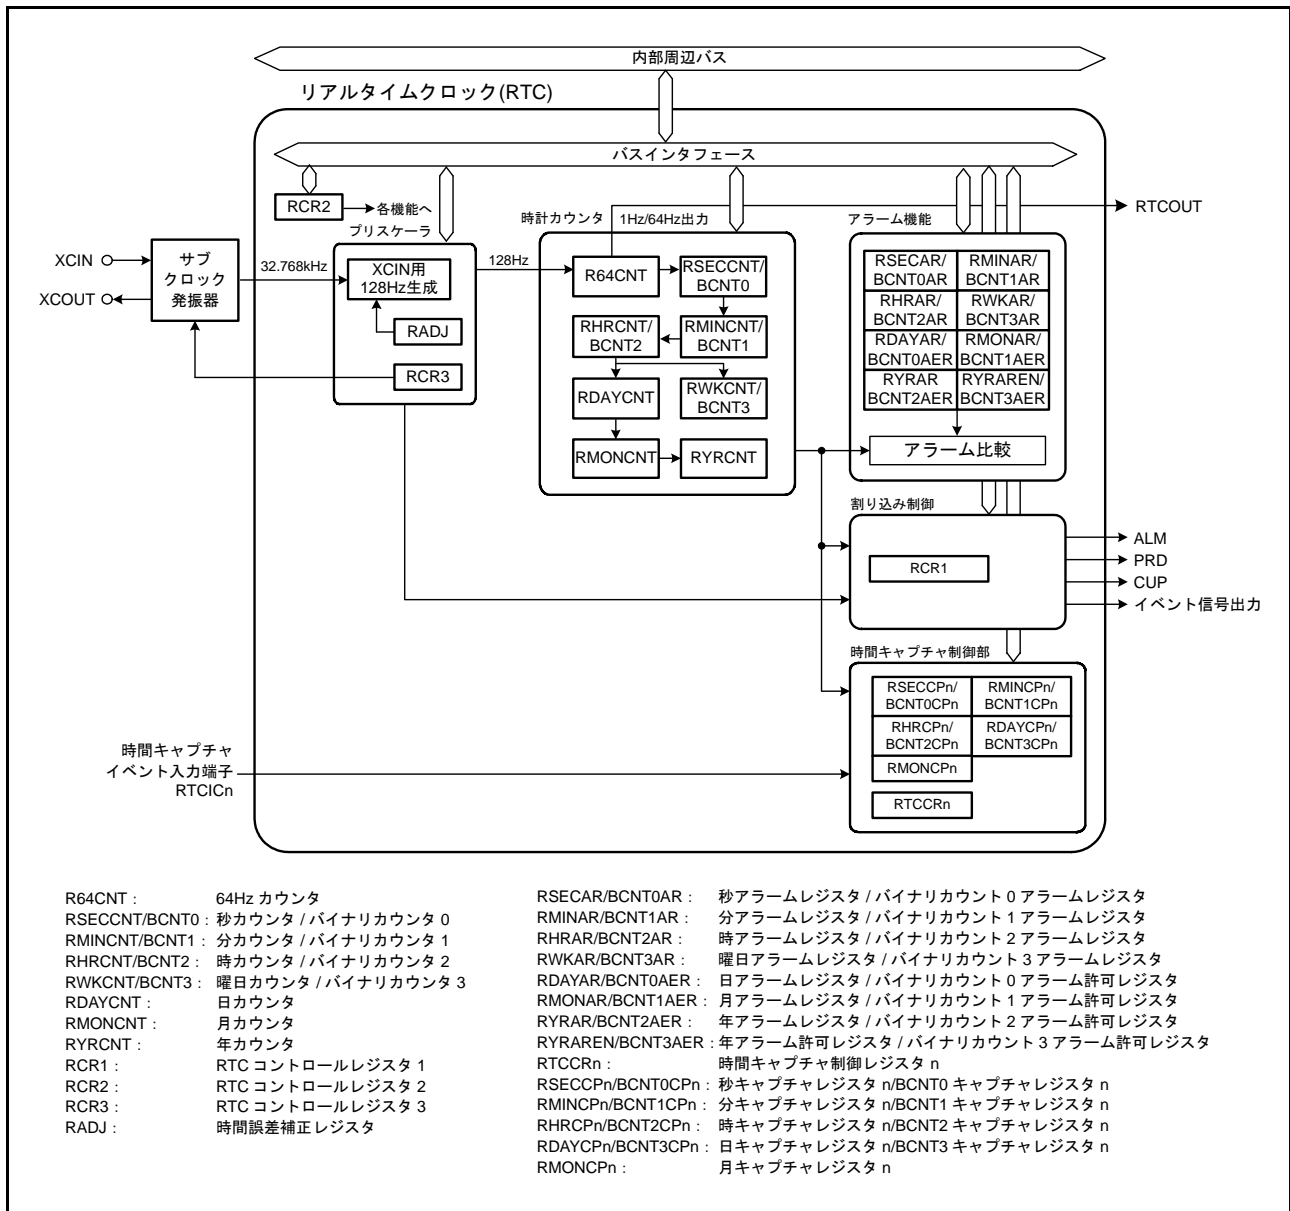 内部周辺バス
リアルタイムクロック(RTC)
バスインタフェース
RCR2
各機能へ
プリスケーラ
時計カウンタ
1Hz/64Hz出力
アラーム機能
RTCOUT
XCIN
XCOUT
サブ
クロック
発振器
32.768kHz
XCIN用
128Hz生成
RADJ
RCR3
128Hz
R64CNT
RSECCNT/
BCNT0
RHRCNT/
BCNT2
RMINCNT/
BCNT1
RDAYCNT
RWKCNT/
BCNT3
RMONCNT
RYRCNT
RSECAR/
BCNT0AR
RMINAR/
BCNT1AR
RHRAR/
BCNT2AR
RWKAR/
BCNT3AR
RDAYAR/
BCNT0AER
RMONAR/
BCNT1AER
RYRAR
BCNT2AER
RYRAREN/
BCNT3AER
アラーム比較
割り込み制御
RCR1
ALM
PRD
CUP
イベント信号出力
時間キャプチャ制御部
RSECCPn/
BCNT0CPn
RMINCPn/
BCNT1CPn
RHRCPn/
BCNT2CPn
RDAYCPn/
BCNT3CPn
RMONCPn
RTCCRn
時間キャプチャ
イベント入力端子
RTCICn
R64CNT : 64Hz カウンタ
RSECCNT/BCNT0 : 秒カウンタ / バイナリカウンタ 0
RMINCNT/BCNT1 : 分カウンタ / バイナリカウンタ 1
RHRCNT/BCNT2 : 時カウンタ / バイナリカウンタ 2
RWKCNT/BCNT3 : 曜日カウンタ / バイナリカウンタ 3
RDAYCNT : 日カウンタ
RMONCNT : 月カウンタ
RYRCNT : 年カウンタ
RCR1 : RTC コントロールレジスタ 1
RCR2 : RTC コントロールレジスタ 2
RCR3 : RTC コントロールレジスタ 3
RADJ : 時間誤差補正レジスタ
RSECAR/BCNT0AR : 秒アラームレジスタ / バイナリカウント 0 アラームレジスタ
RMINAR/BCNT1AR : 分アラームレジスタ / バイナリカウント 1 アラームレジスタ
RHRAR/BCNT2AR : 時アラームレジスタ / バイナリカウント 2 アラームレジスタ
RWKAR/BCNT3AR : 曜日アラームレジスタ / バイナリカウント 3 アラームレジスタ
RDAYAR/BCNT0AER : 日アラームレジスタ / バイナリカウント 0 アラーム許可レジスタ
RMONAR/BCNT1AER : 月アラームレジスタ / バイナリカウント 1 アラーム許可レジスタ
RYRAR/BCNT2AER : 年アラームレジスタ / バイナリカウント 2 アラーム許可レジスタ
RYRAREN/BCNT3AER : 年アラーム許可レジスタ / バイナリカウント 3 アラーム許可レジスタ
RTCCRn : 時間キャプチャ制御レジスタ n
RSECCPn/BCNT0CPn : 秒キャプチャレジスタ n/BCNT0 キャプチャレジスタ n
RMINCPn/BCNT1CPn : 分キャプチャレジスタ n/BCNT1 キャプチャレジスタ n
RHRCPn/BCNT2CPn : 時キャプチャレジスタ n/BCNT2 キャプチャレジスタ n
RDAYCPn/BCNT3CPn : 日キャプチャレジスタ n/BCNT3 キャプチャレジスタ n
RMONCPn : 月キャプチャレジスタ n